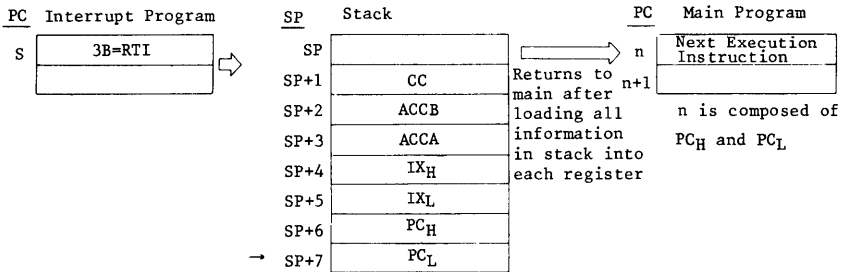 PC Interrupt Program
S 3B=RTI
SP Stack
SP
SP+1 CC
SP+2 ACCB
SP+3 ACCA
SP+4 IXH
SP+5 IXL
SP+6 PCH
→ SP+7 PCL
Returns to
main after
loading all
information
in stack into
each register
PC Main Program
n Next Execution
Instruction
n+1
n is composed of
PCH and PCL